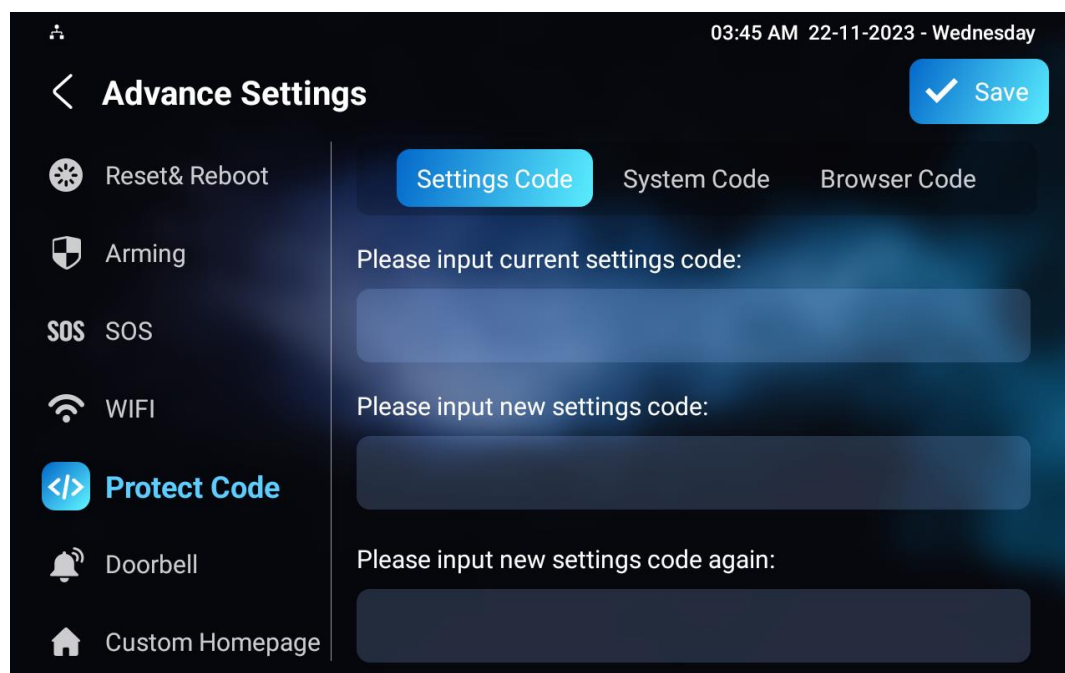 03:45 AM 22-11-2023 - Wednesday
Advance Settings
Save
Reset& Reboot
Arming
SOS SOS
WIFI
</> Protect Code
Doorbell
Custom Homepage
Settings Code System Code Browser Code
Please input current settings code:
Please input new settings code:
Please input new settings code again: